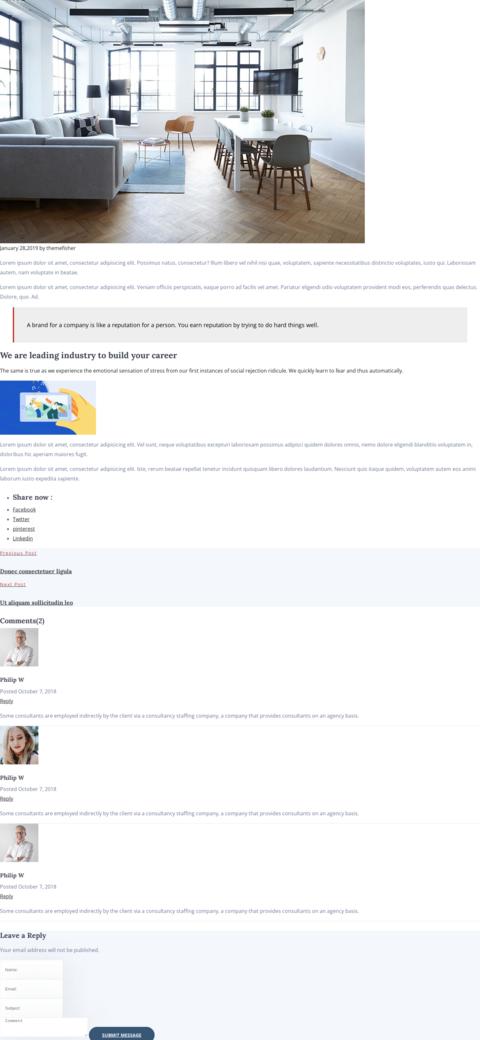 January 28,2019 by themefisher
Lorem ipsum dolor sit amet, consectetur adipisicing elit. Possimus natus, consectetur? Illum libero vel nihil nisi quae, voluptatem, sapiente necessitatibus distinctio voluptates, iusto qui. Laboriosam
autem, nam voluptate in beatae.
Lorem ipsum dolor sit amet, consectetur adipisicing elit. Veniam officiis perspiciatis, eaque porro ad facilis vel amet. Pariatur eligendi odio voluptatem provident modi eos, perferendis quas delectus
Dolore, quo. Ad.
A brand for a company is like a reputation for a person. You earn reputation by trying to do hard things well.
We are leading industry to build your career
The same is true as we experience the emotional sensation of stress from our first instances of social rejection ridicule. We quickly learn to fear and thus automatically.
Lorem ipsum dolor sit amet, consectetur adipisicing elit. Vel sunt, neque voluptatibus excepturi laboriosam possimus adipisci quidem dolores omnis, nemo dolore eligendi blanditiis voluptatem in,
doloribus hic aperiam maiores fugit.
Lorem ipsum dolor sit amet, consectetur adipisicing elit. Iste, rerum beatae repellat tenetur incidunt quisquam libero dolores laudantium. Nesciunt quis itaque quidem, voluptatem autem eos animi
laborum iusto expedita sapiente.
Share now :
Facebook
Twitter
pinterest
Linkedin
Previous Post
Donec consectetuer ligula
Next Post
Ut aliquam sollicitudin leo
Comments(2)
Philip W
Posted October 7, 2018
Reply
Some consultants are employed indirectly by the client via a consultancy staffing company, a company that provides consultants on an agency basis.
Philip W
Posted October 7, 2018
Reply
Some consultants are employed indirectly by the client via a consultancy staffing company, a company that provides consultants on an agency basis.
Philip W
Posted October 7, 2018
Reply
Some consultants are employed indirectly by the client via a consultancy staffing company, a company that provides consultants on an agency basis.
Leave a Reply
Your email address will not be published.
Name
Email
Subject
Comment
SUBMIT MESSAGE